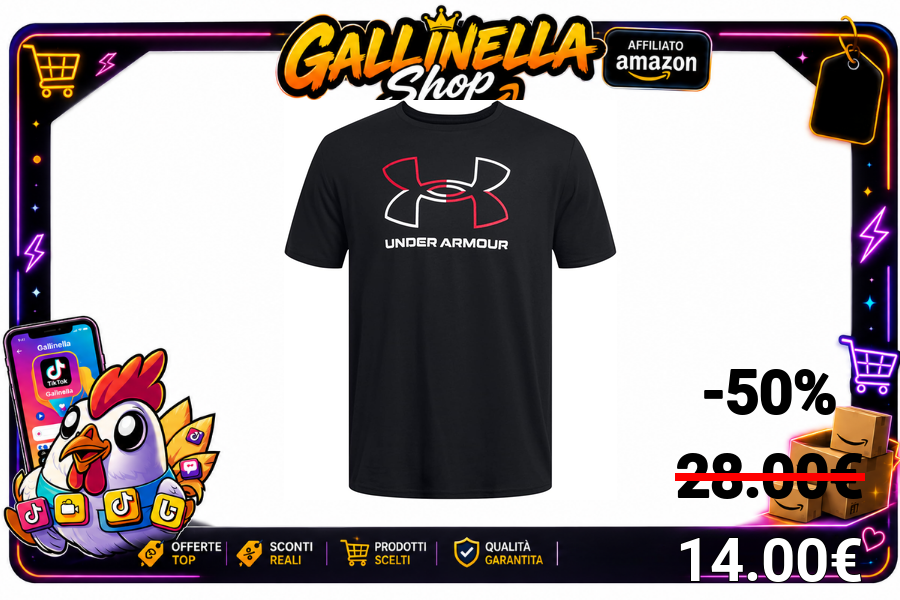 GALLINELLA
Shop
AFFILIATO
amazon
UNDER ARMOUR
Gallinella
TikTok
Gallinella
-50%
28.00€
14.00€
OFFERTE
TOP
SCONTI
REALI
PRODOTTI
SCELTI
QUALITÀ
GARANTITA